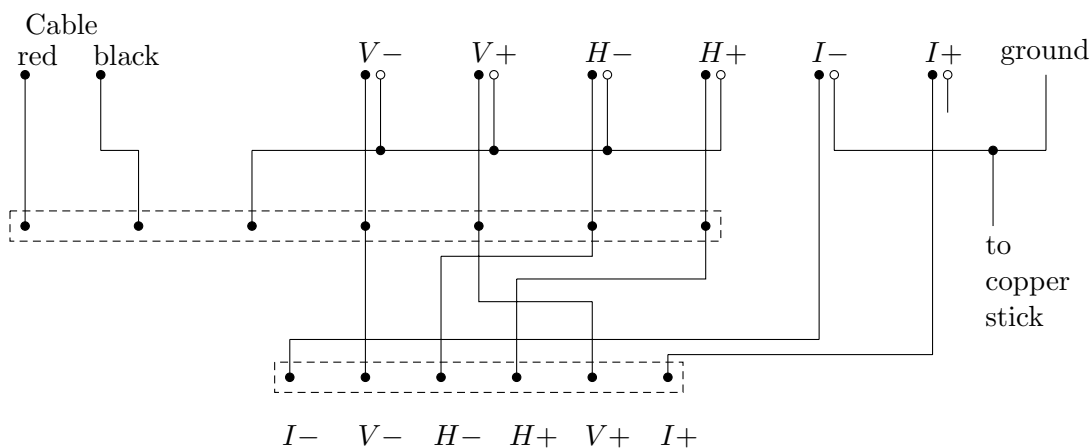 Cable
red black V− V+ H− H+ I− I+ ground
to
copper
stick
I− V− H− H+ V+ I+